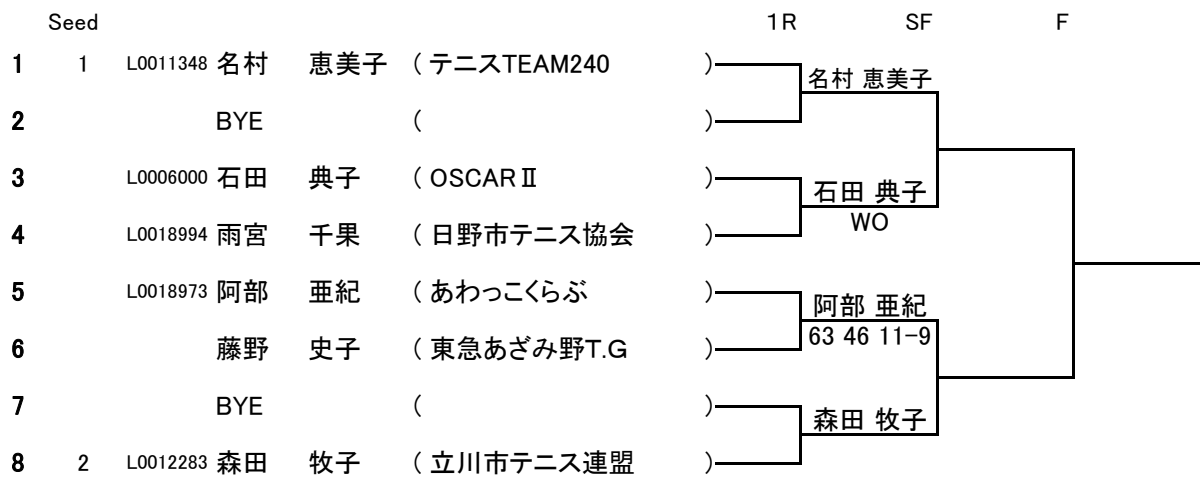 Seed 1R SF F
1 1 L0011348 名村 恵美子 ( テニスTEAM240 )
名村 恵美子
2 BYE ( )
3 L0006000 石田 典子 ( OSCARⅡ )
石田 典子
WO
4 L0018994 雨宮 千果 ( 日野市テニス協会 )
5 L0018973 阿部 亜紀 ( あわっこくらぶ )
阿部 亜紀
63 46 11-9
6 藤野 史子 ( 東急あざみ野T.G )
7 BYE ( )
森田 牧子
8 2 L0012283 森田 牧子 ( 立川市テニス連盟 )